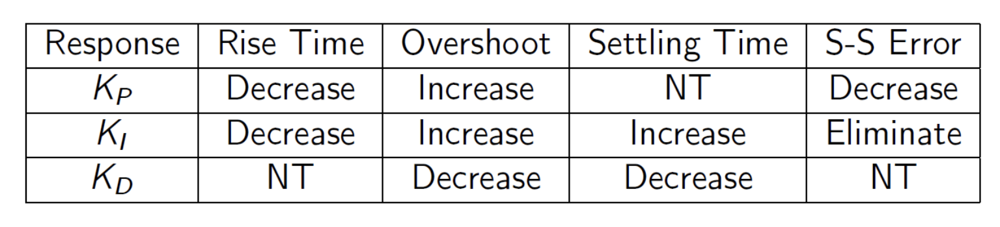 Response Rise Time Overshoot Settling Time S-S Error
K_P Decrease Increase NT Decrease
K_I Decrease Increase Increase Eliminate
K_D NT Decrease Decrease NT